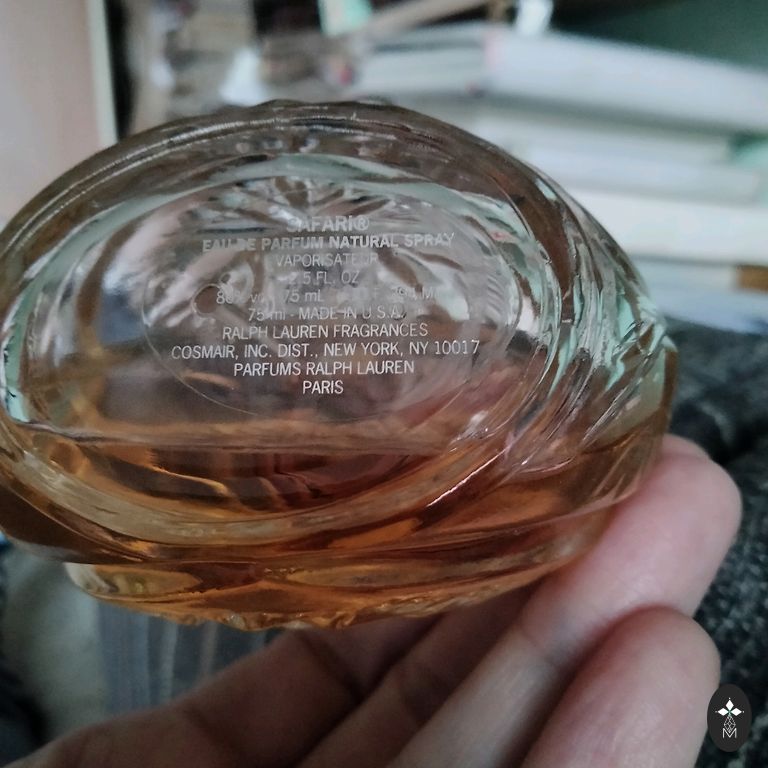 SAFARI®
EAU DE PARFUM NATURAL SPRAY
VAPORISATEUR
2.5 FL. OZ
75 mL
75 ml - MADE IN U.S.A.
RALPH LAUREN FRAGRANCES
COSMAIR, INC. DIST., NEW YORK, NY 10017
PARFUMS RALPH LAUREN
PARIS
M